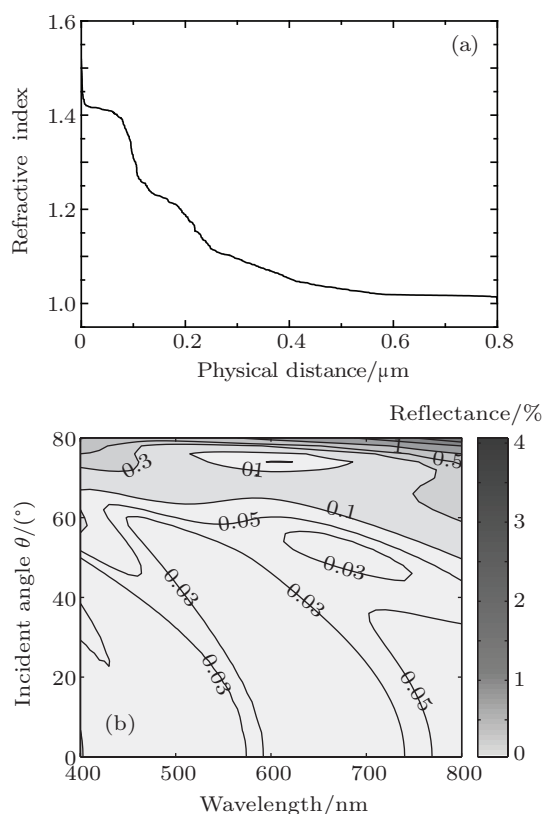 1.6
(a)
1.4
1.2
1.0
Refractive index
0 0.2 0.4 0.6 0.8
Physical distance/μm
Reflectance/%
80
60
40
20
0
Incident angle θ/(°)
0.3
01
1
0.5
0.1
0.05
0.03
0.03
0.03
0.03
0.05
(b)
400 500 600 700 800
Wavelength/nm
4
3
2
1
0